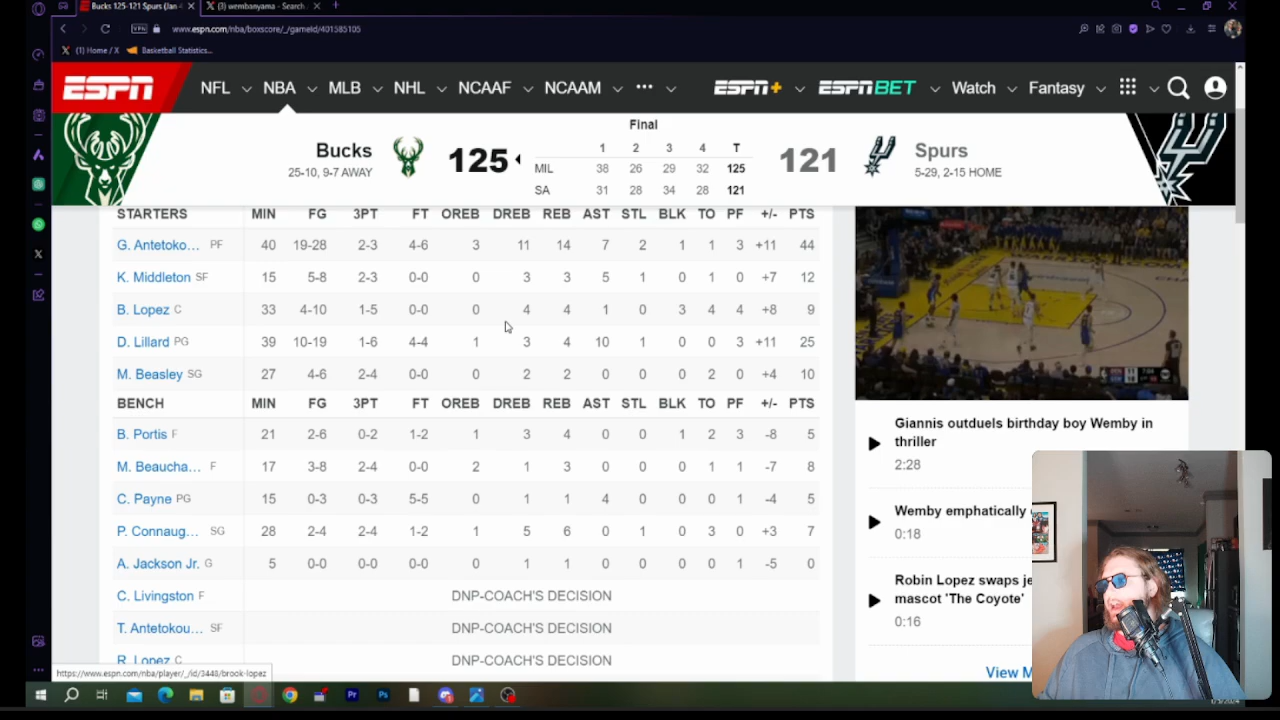 Bucks 125-121 Spurs (Jan
(3) wembanyama - Search
www.espn.com/nba/boxscore/_/gameId/401585105
VPN
(1) Home / X
Basketball Statistics...
ESPN
NFL
NBA
MLB
NHL
NCAAF
NCAAM
ESPN+
ESPN BET
Watch
Fantasy
Final
Bucks
25-10, 9-7 AWAY
125
1 2 3 4 T
MIL 38 26 29 32 125
SA 31 28 34 28 121
121
Spurs
5-29, 2-15 HOME
STARTERS MIN FG 3PT FT OREB DREB REB AST STL BLK TO PF +/- PTS
G. Antetoko... PF 40 19-28 2-3 4-6 3 11 14 7 2 1 1 3 +11 44
K. Middleton SF 15 5-8 2-3 0-0 0 3 3 5 1 0 1 0 +7 12
B. Lopez C 33 4-10 1-5 0-0 0 4 4 1 0 3 4 4 +8 9
D. Lillard PG 39 10-19 1-6 4-4 1 3 4 10 1 0 0 3 +11 25
M. Beasley SG 27 4-6 2-4 0-0 0 2 2 0 0 0 2 0 +4 10
BENCH MIN FG 3PT FT OREB DREB REB AST STL BLK TO PF +/- PTS
B. Portis F 21 2-6 0-2 1-2 1 3 4 0 0 1 2 3 -8 5
M. Beaucha... F 17 3-8 2-4 0-0 2 1 3 0 0 0 1 1 -7 8
C. Payne PG 15 0-3 0-3 5-5 0 1 1 4 0 0 0 1 -4 5
P. Connaug... SG 28 2-4 2-4 1-2 1 5 6 0 1 0 3 0 +3 7
A. Jackson Jr. G 5 0-0 0-0 0-0 0 1 1 0 0 0 0 1 -5 0
C. Livingston F DNP-COACH'S DECISION
T. Antetokou... SF DNP-COACH'S DECISION
R. Lopez C DNP-COACH'S DECISION
Giannis outduels birthday boy Wemby in
thriller
2:28
Wemby emphatically
0:18
Robin Lopez swaps je
mascot 'The Coyote'
0:16
View M
https://www.espn.com/nba/player/_/id/3448/brook-lopez